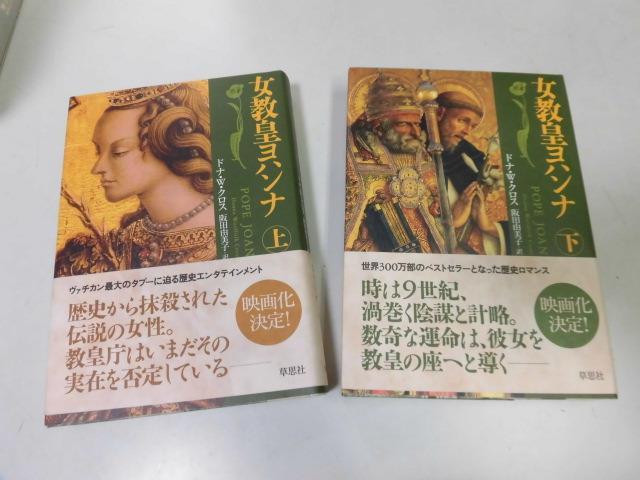 女教皇ヨハンナ
上
ドナ・W・クロス
阪田由美子 訳
POPE JOAN
ヴァチカン最大のタブーに迫る歴史エンタテインメント
歴史から抹殺された
伝説の女性。
教皇庁はいまだその
実在を否定している――
映画化
決定!
草思社
女教皇ヨハンナ
下
ドナ・W・クロス
阪田由美子 訳
POPE JOAN
世界300万部のベストセラーとなった歴史ロマンス
時は9世紀、
渦巻く陰謀と計略。
数奇な運命は、彼女を
教皇の座へと導く――
映画化
決定!
草思社